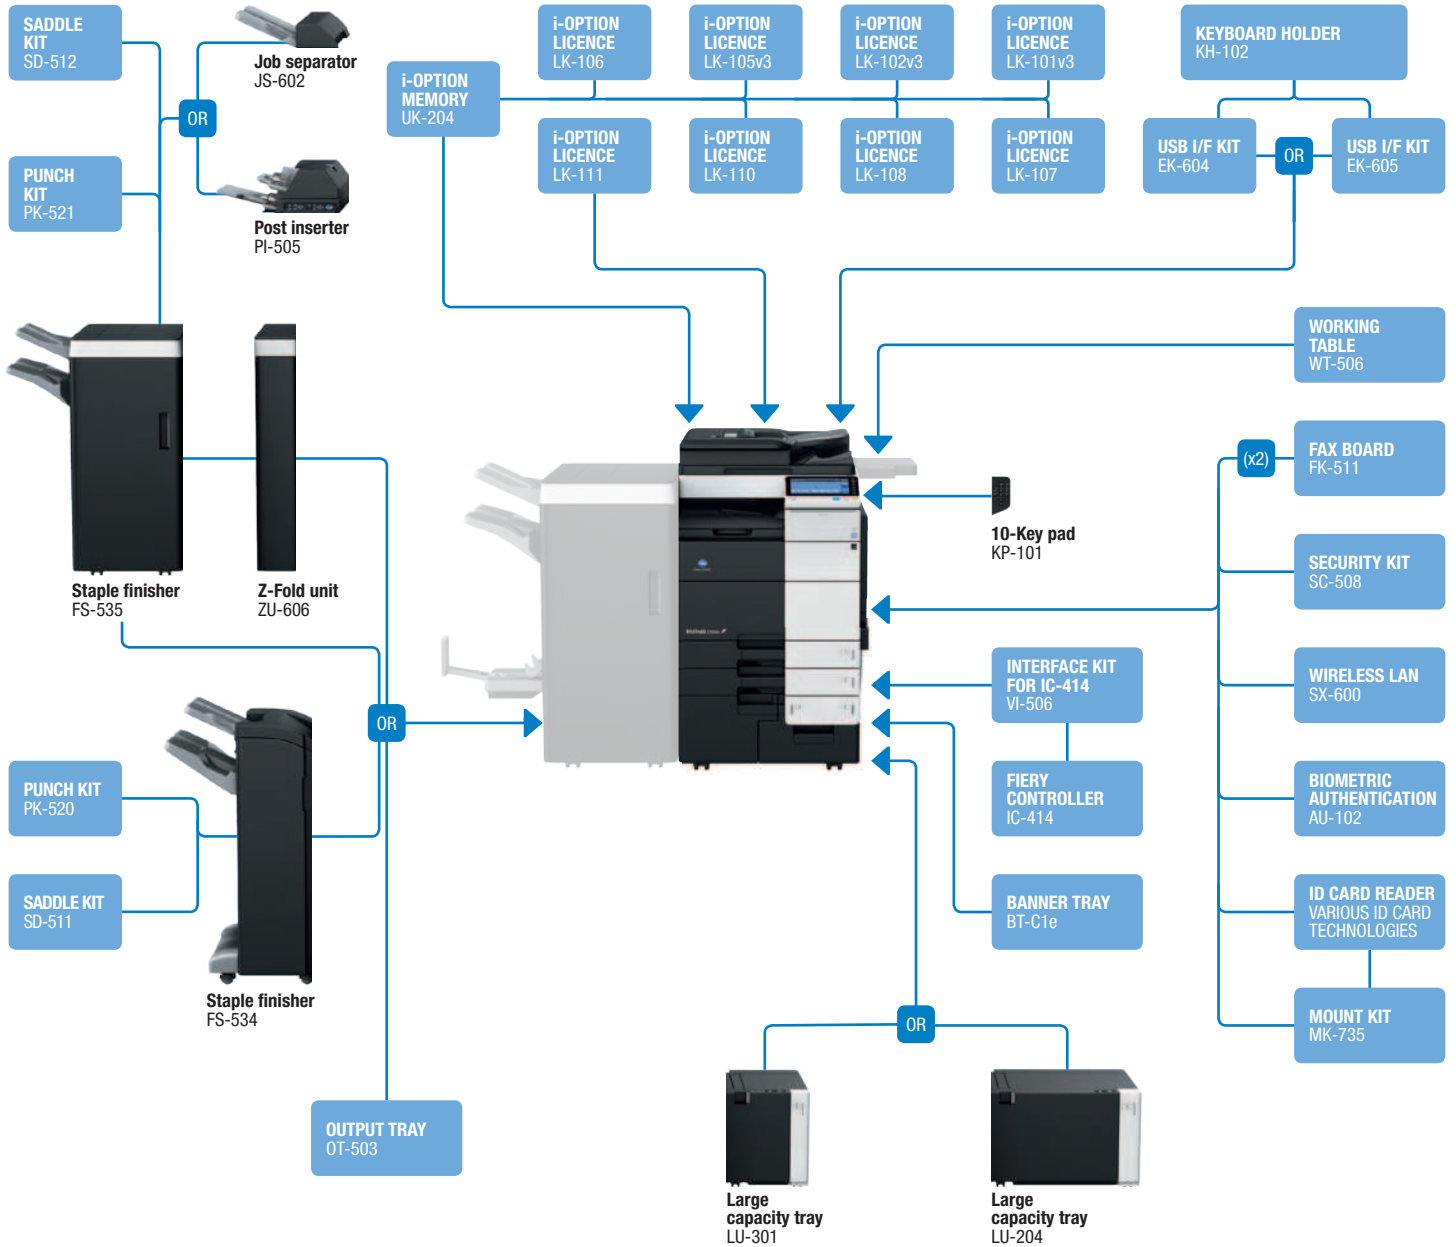 SADDLE
KIT
SD-512
Job separator
JS-602
OR
PUNCH
KIT
PK-521
Post inserter
PI-505
i-OPTION
MEMORY
UK-204
i-OPTION
LICENCE
LK-106
i-OPTION
LICENCE
LK-105v3
i-OPTION
LICENCE
LK-102v3
i-OPTION
LICENCE
LK-101v3
i-OPTION
LICENCE
LK-111
i-OPTION
LICENCE
LK-110
i-OPTION
LICENCE
LK-108
i-OPTION
LICENCE
LK-107
KEYBOARD HOLDER
KH-102
USB I/F KIT
EK-604
OR
USB I/F KIT
EK-605
WORKING
TABLE
WT-506
(x2)
FAX BOARD
FK-511
10-Key pad
KP-101
SECURITY KIT
SC-508
Staple finisher
FS-535
Z-Fold unit
ZU-606
INTERFACE KIT
FOR IC-414
VI-506
WIRELESS LAN
SX-600
OR
PUNCH KIT
PK-520
FIERY
CONTROLLER
IC-414
BIOMETRIC
AUTHENTICATION
AU-102
SADDLE KIT
SD-511
BANNER TRAY
BT-C1e
ID CARD READER
VARIOUS ID CARD
TECHNOLOGIES
Staple finisher
FS-534
OR
MOUNT KIT
MK-735
OUTPUT TRAY
OT-503
Large
capacity tray
LU-301
Large
capacity tray
LU-204